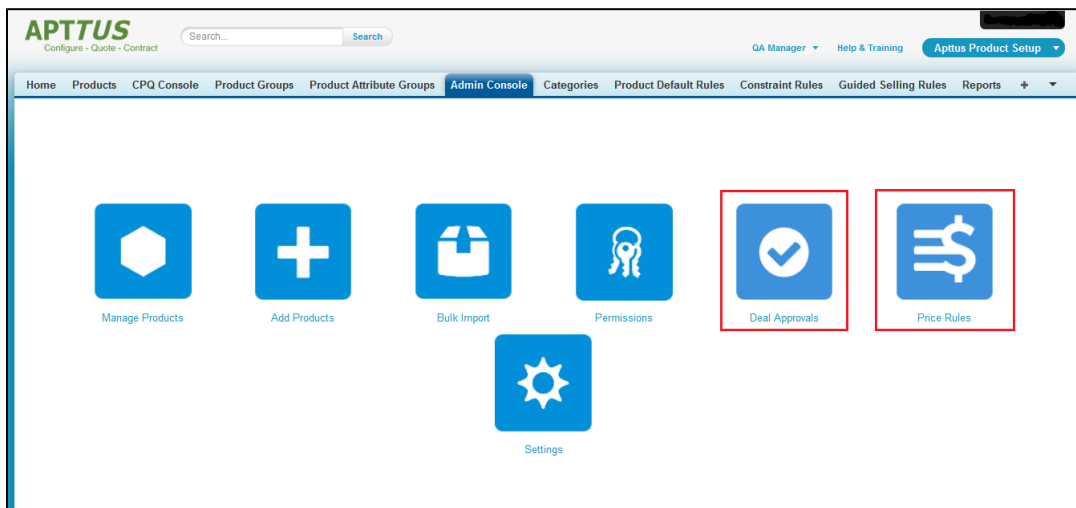 APTTUS
Configure - Quote - Contract
Search...
Search
QA Manager
Help & Training
Apttus Product Setup
Home Products CPQ Console Product Groups Product Attribute Groups Admin Console Categories Product Default Rules Constraint Rules Guided Selling Rules Reports +
Manage Products
Add Products
Bulk Import
Permissions
Deal Approvals
Price Rules
Settings